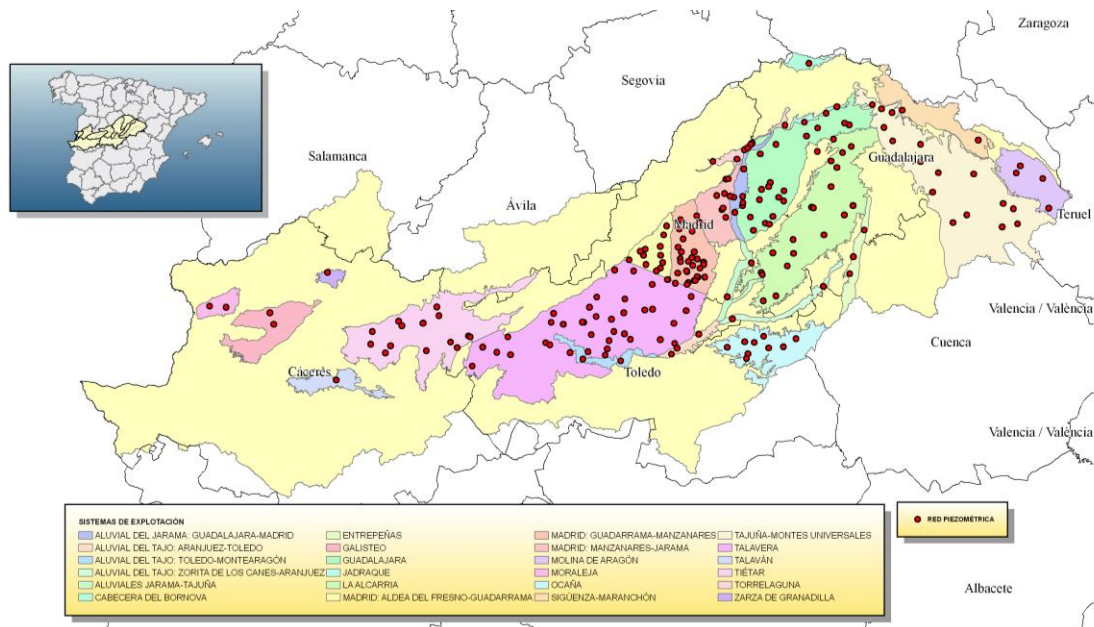 Zaragoza
Segovia
Salamanca
Guadalajara
Ávila
Teruel
Madrid
Valencia / València
Cuenca
Cáceres
Toledo
Valencia / València
Albacete
SISTEMAS DE EXPLOTACIÓN
ALUVIAL DEL JARAMA: GUADALAJARA-MADRID
ALUVIAL DEL TAJO: ARANJUEZ-TOLEDO
ALUVIAL DEL TAJO: TOLEDO-MONTEARAGÓN
ALUVIAL DEL TAJO: ZORITA DE LOS CANES-ARANJUEZ
ALUVIALES JARAMA-TAJUÑA
CABECERA DEL BORNOVA
ENTREPEÑAS
GALISTEO
GUADALAJARA
JADRAQUE
LA ALCARRIA
MADRID: ALDEA DEL FRESNO-GUADARRAMA
MADRID: GUADARRAMA-MANZANARES
MADRID: MANZANARES-JARAMA
MOLINA DE ARAGÓN
MORALEJA
OCAÑA
SIGÜENZA-MARANCHÓN
TAJUÑA-MONTES UNIVERSALES
TALAVERA
TALAVÁN
TIÉTAR
TORRELAGUNA
ZARZA DE GRANADILLA
RED PIEZOMÉTRICA